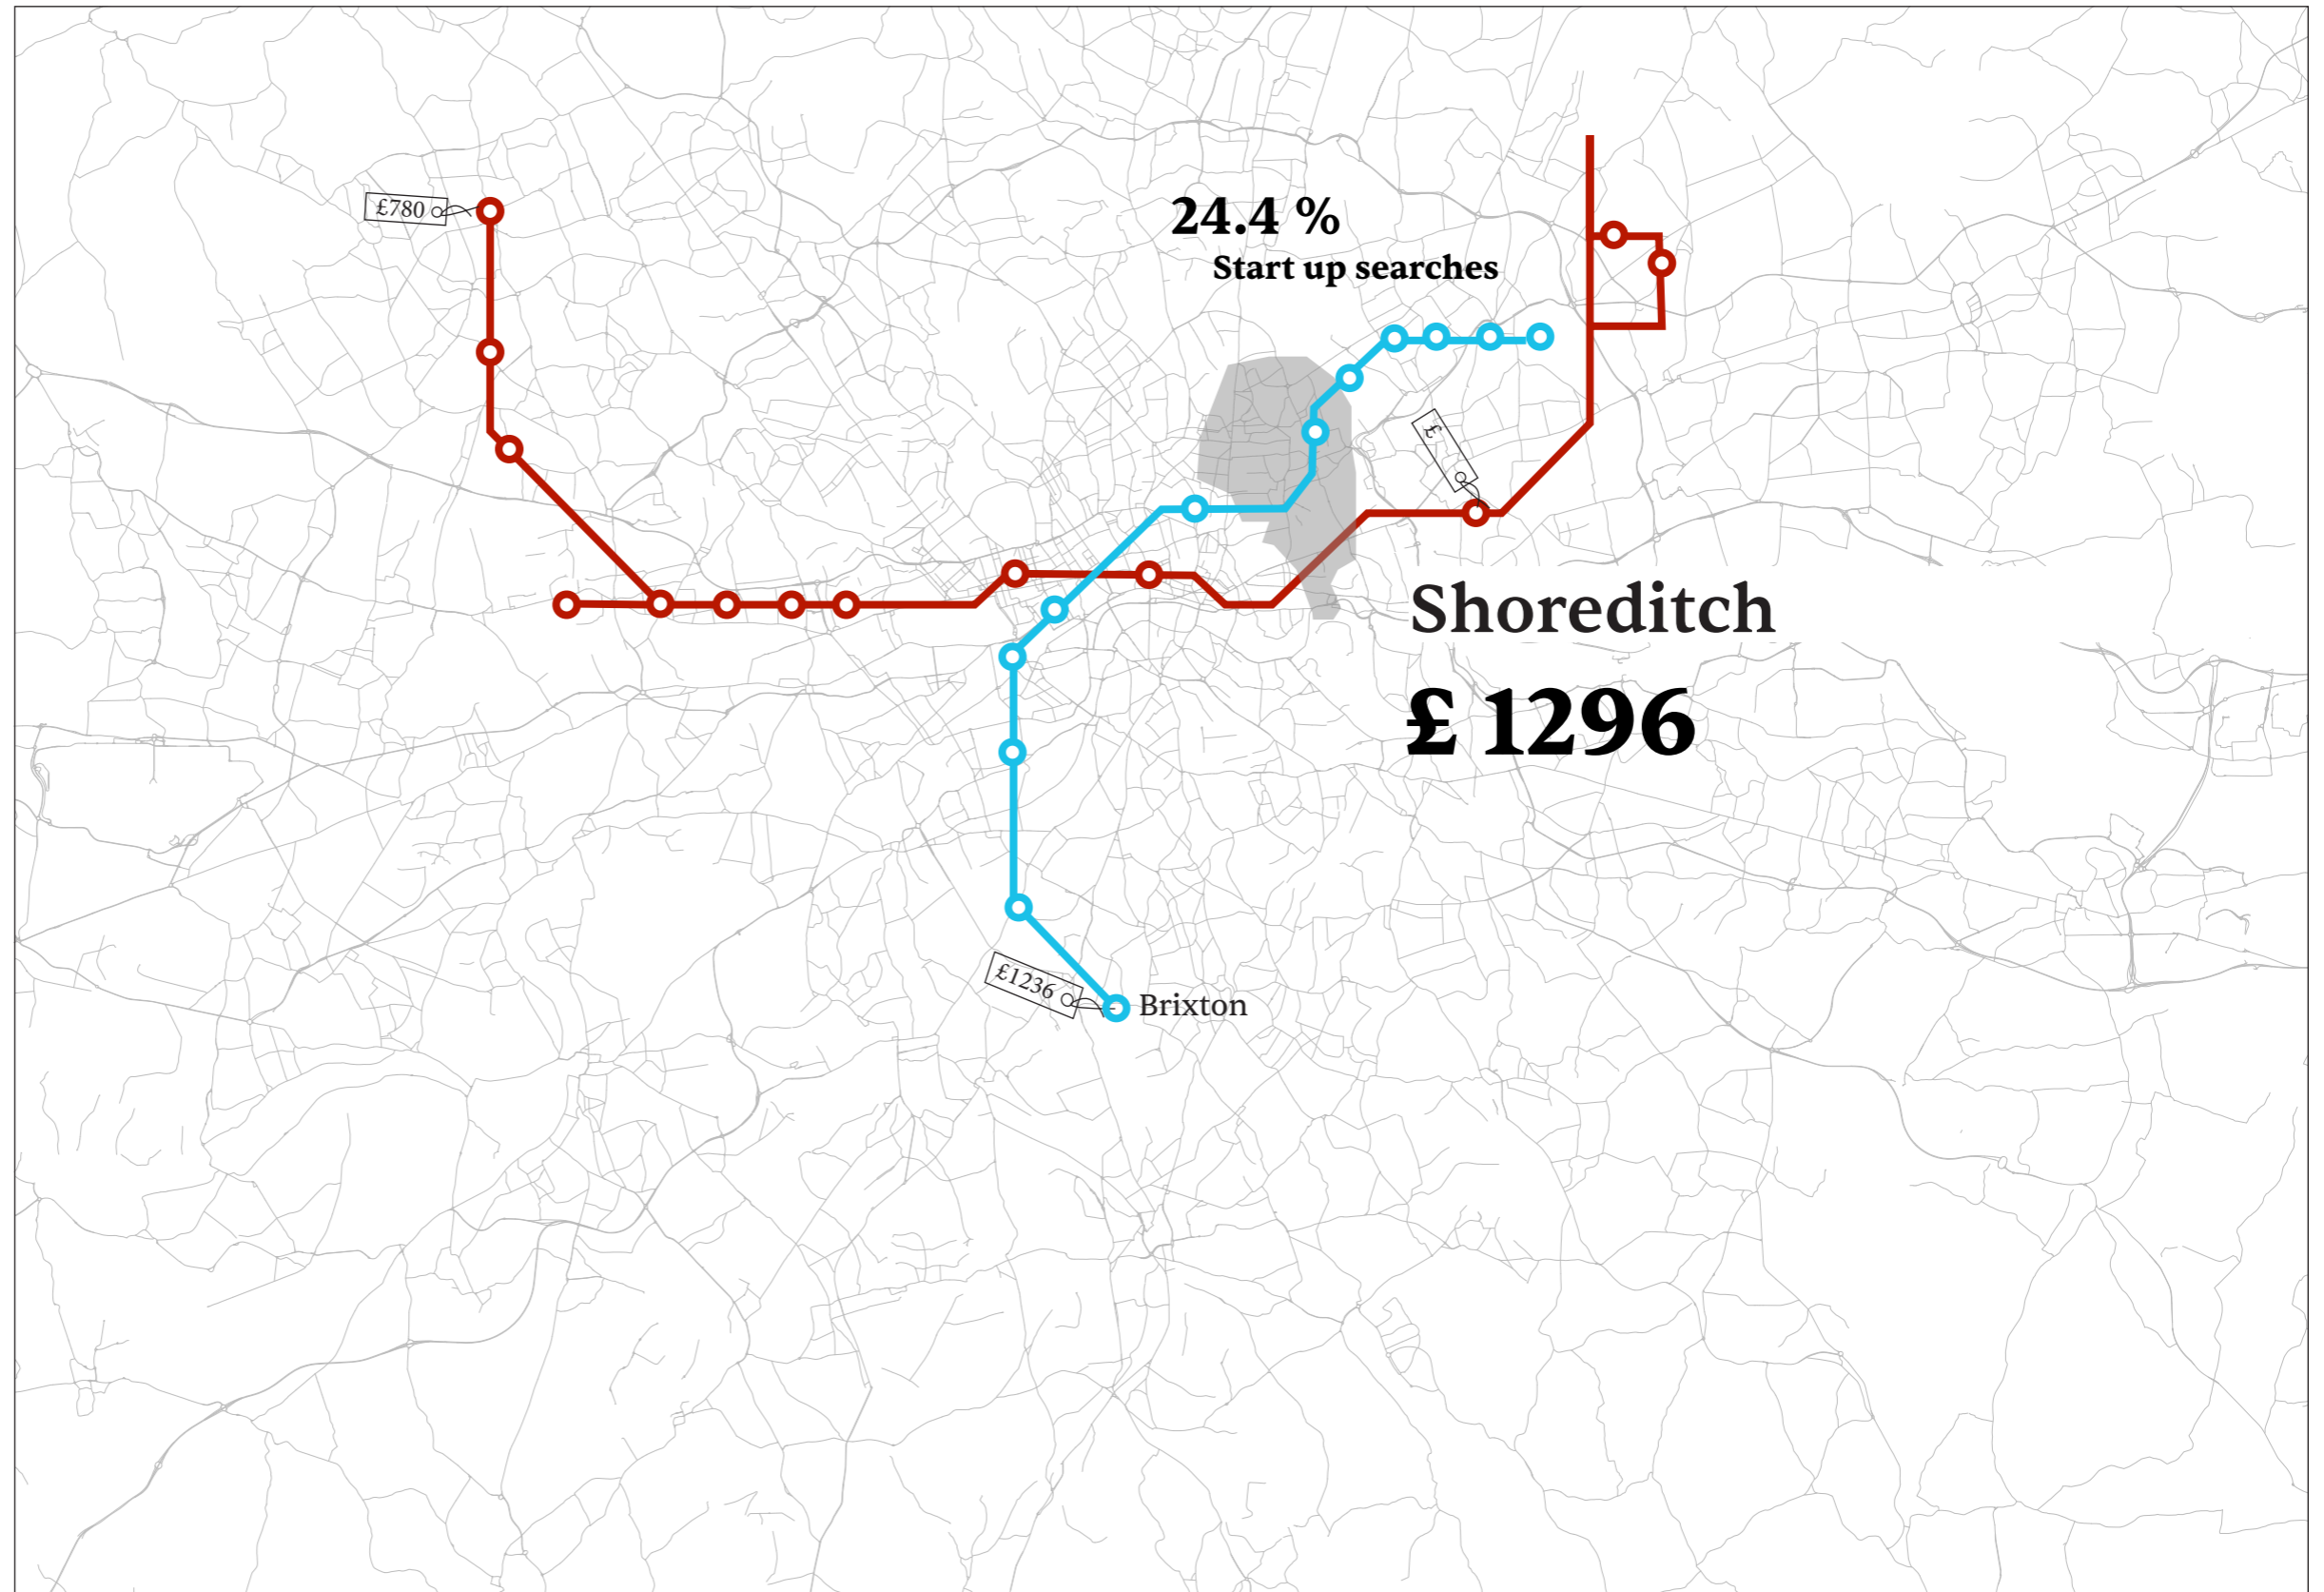 £780
24.4 %
Start up searches
£
Shoreditch
£ 1296
£1236
Brixton